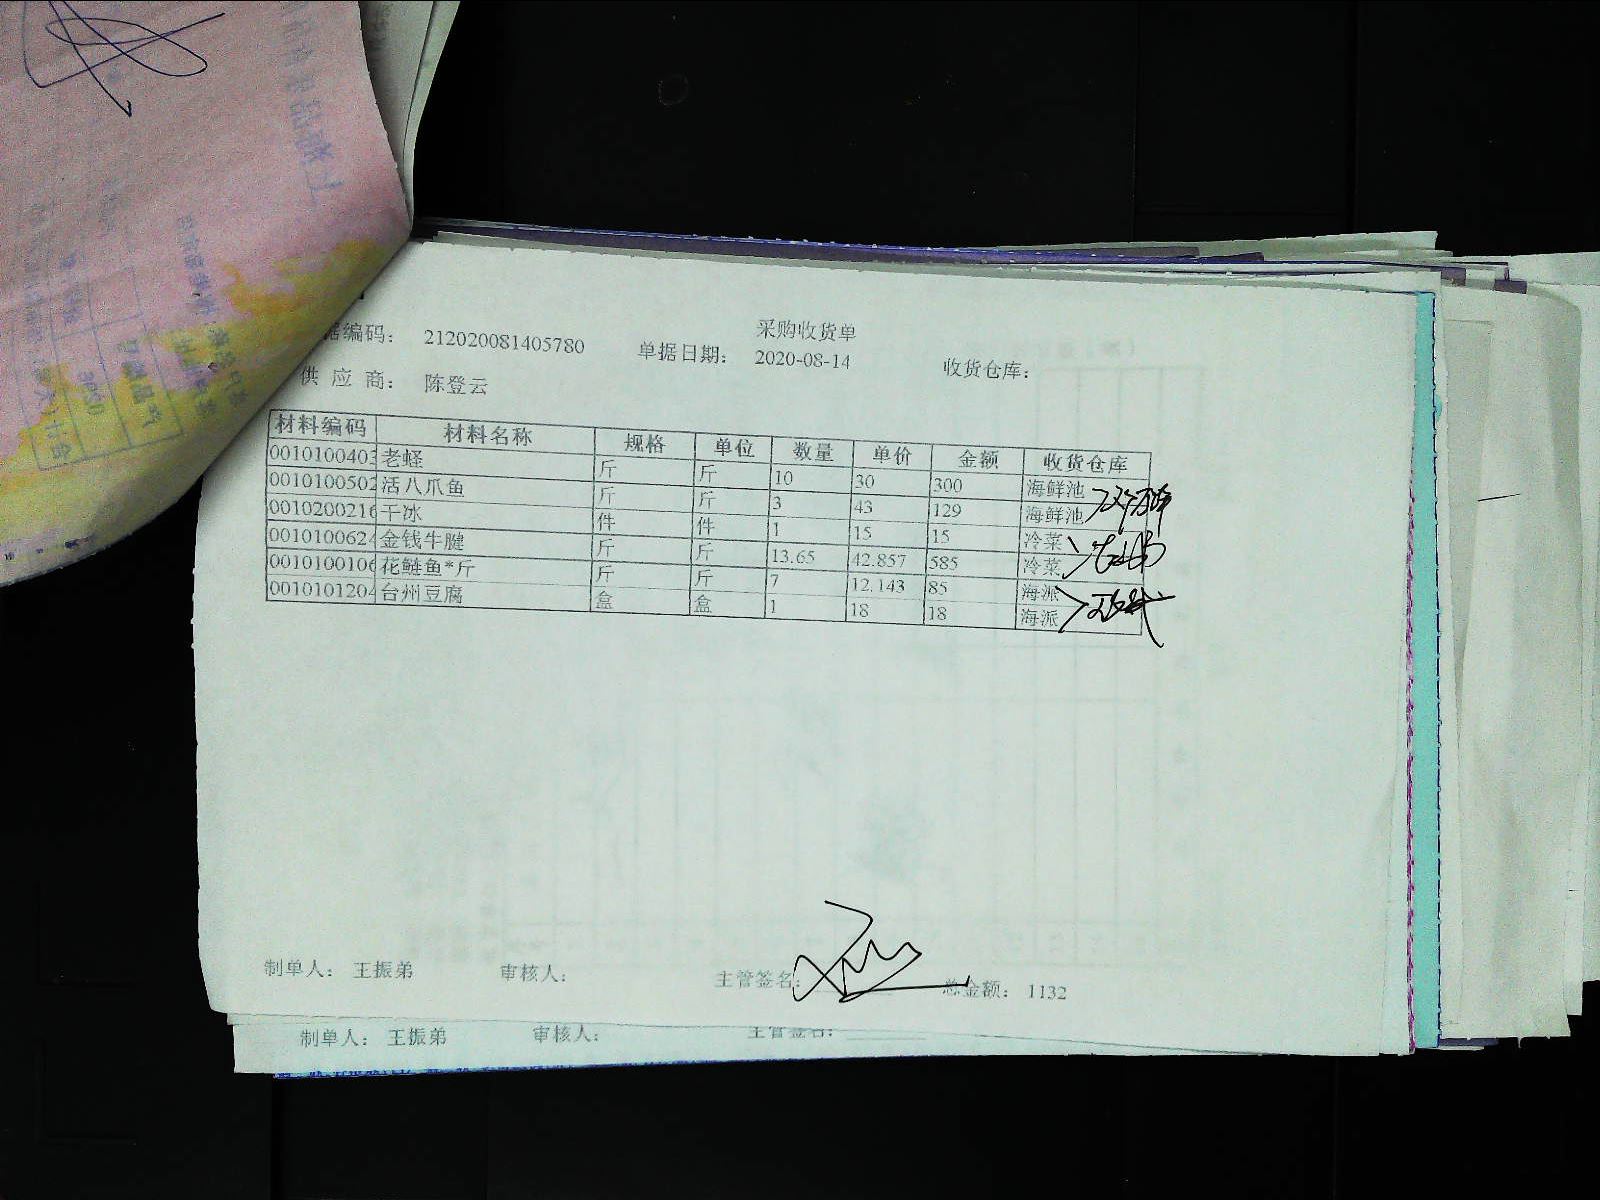 采购收货单
据编码： 212020081405780 单据日期： 2020-08-14 收货仓库：
供 应 商： 陈登云
材料编码 材料名称 规格 单位 数量 单价 金额 收货仓库
0010100403 老蛏 斤 斤 10 30 300 海鲜池
0010100502 活八爪鱼 斤 斤 3 43 129 海鲜池
0010200216 干冰 件 件 1 15 15 冷菜
0010100624 金钱牛腱 斤 斤 13.65 42.857 585 冷菜
0010100106 花鲢鱼*斤 斤 斤 7 12.143 85 海派
0010101204 台州豆腐 盒 盒 1 18 18 海派
制单人： 王振弟 审核人： 主管签名： 总金额： 1132
制单人： 王振弟 审核人： 主管签名：